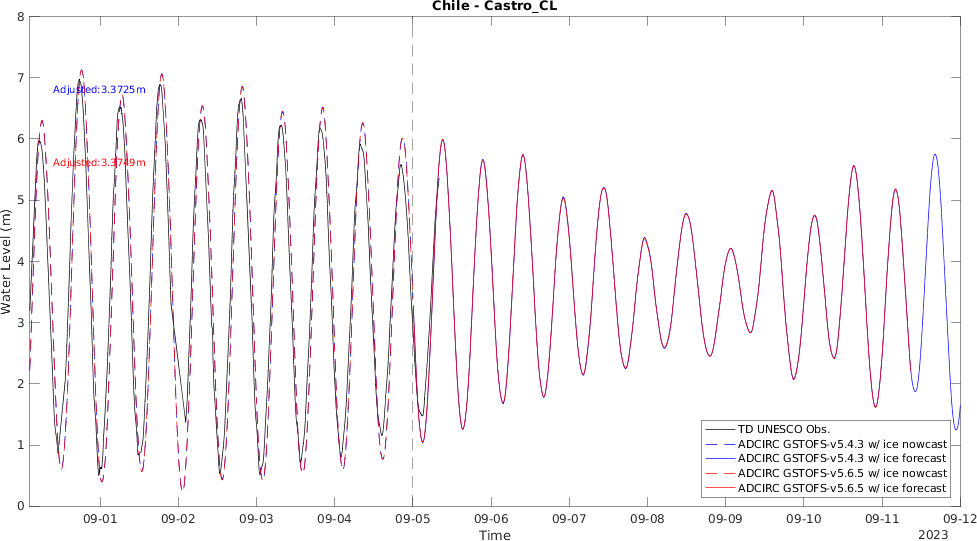 Chile - Castro_CL
8
7
6
5
4
3
2
1
0
Water Level (m)
Adjusted:3.3725m
Adjusted:3.3749m
TD UNESCO Obs.
ADCIRC GSTOFS-v5.4.3 w/ ice nowcast
ADCIRC GSTOFS-v5.4.3 w/ ice forecast
ADCIRC GSTOFS-v5.6.5 w/ ice nowcast
ADCIRC GSTOFS-v5.6.5 w/ ice forecast
09-01 09-02 09-03 09-04 09-05 09-06 09-07 09-08 09-09 09-10 09-11 09-12
Time
2023